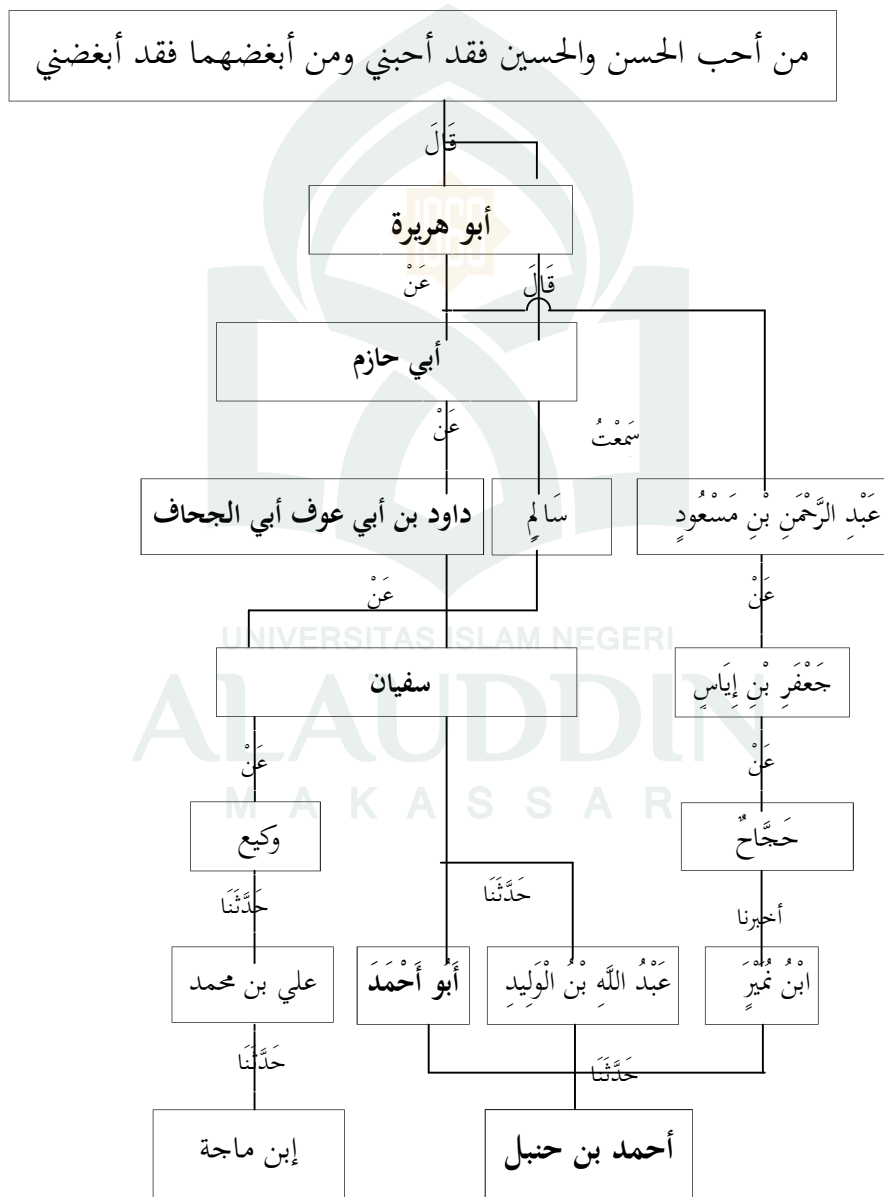 من أحب الحسن والحسين فقد أحبني ومن أبغضهما فقد أبغضني
قَالَ
أبو هريرة
عَنْ
قَالَ
أبي حازم
عَنْ
سَمِعْتُ
داود بن أبي عوف أبي الجحاف
سَالِمٍ
عَبْدِ الرَّحْمَنِ بْنِ مَسْعُودٍ
عَنْ
عَنْ
UNIVERSITAS ISLAM NEGERI
سفيان
جَعْفَرِ بْنِ إِيَاسٍ
ALAUDDIN
عَنْ
عَنْ
MAKASSAR
وكيع
حَجَّاحٌ
حَدَّثَنَا
حَدَّثَنَا
أخبرنا
علي بن محمد
أَبُو أَحْمَدَ
عَبْدُ اللَّهِ بْنُ الْوَلِيدِ
ابْنُ نُمَيْرٍ
حَدَّثَنَا
حَدَّثَنَا
إبن ماجة
أحمد بن حنبل